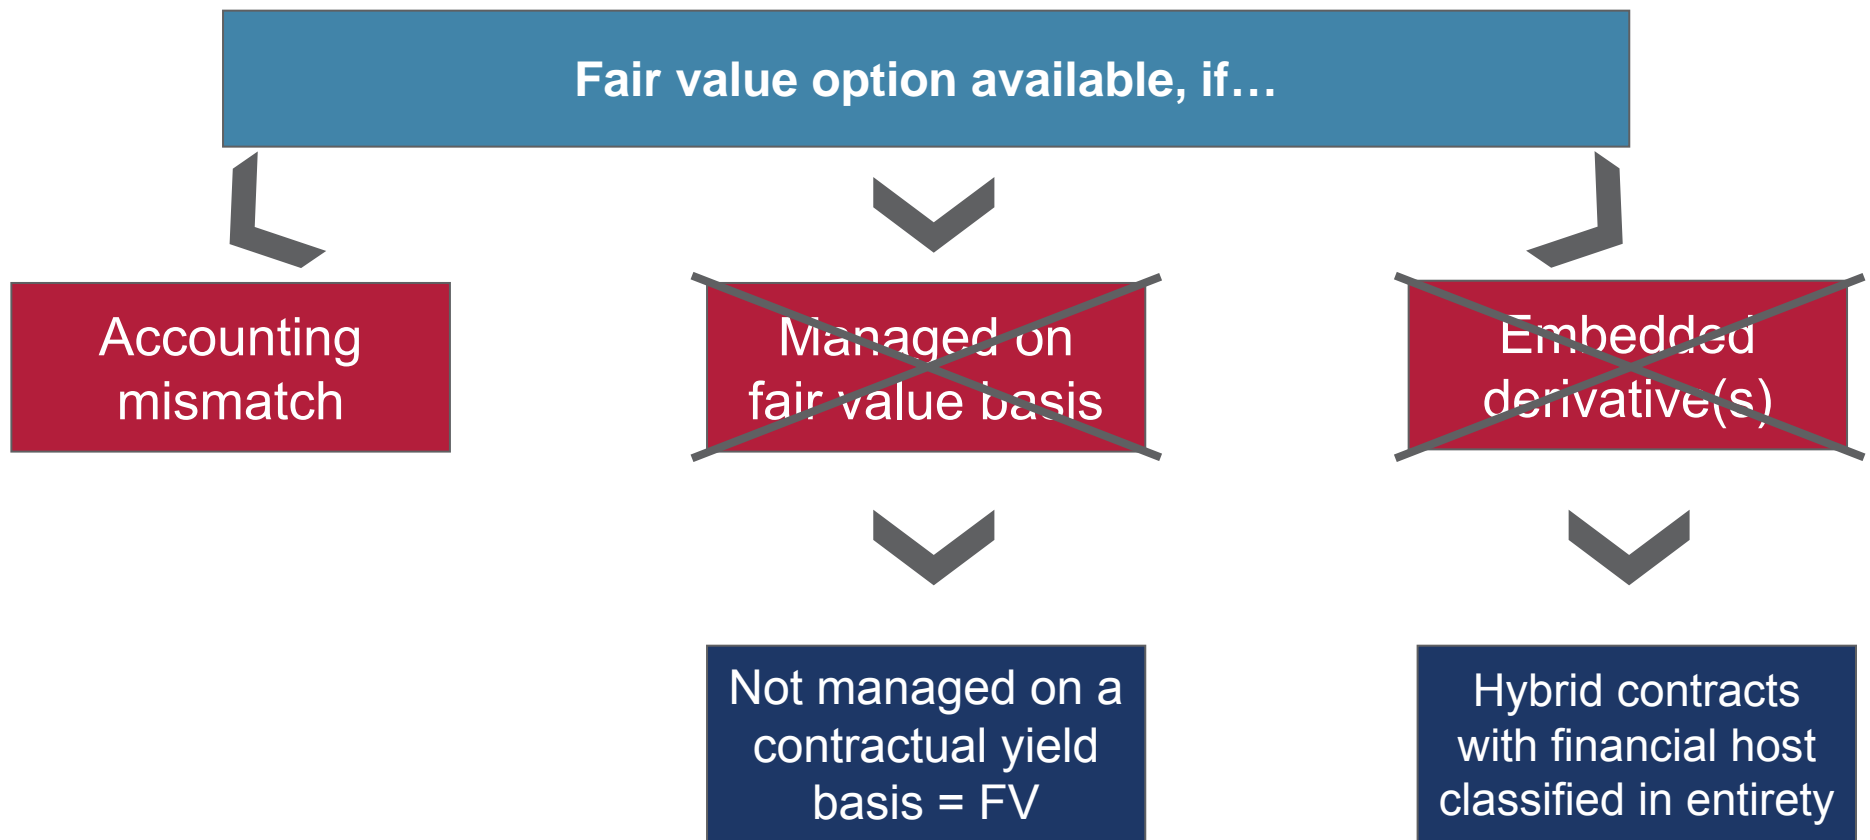 Fair value option available, if…
Accounting
mismatch
Managed on
fair value basis
Embedded
derivative(s)
Not managed on a
contractual yield
basis = FV
Hybrid contracts
with financial host
classified in entirety